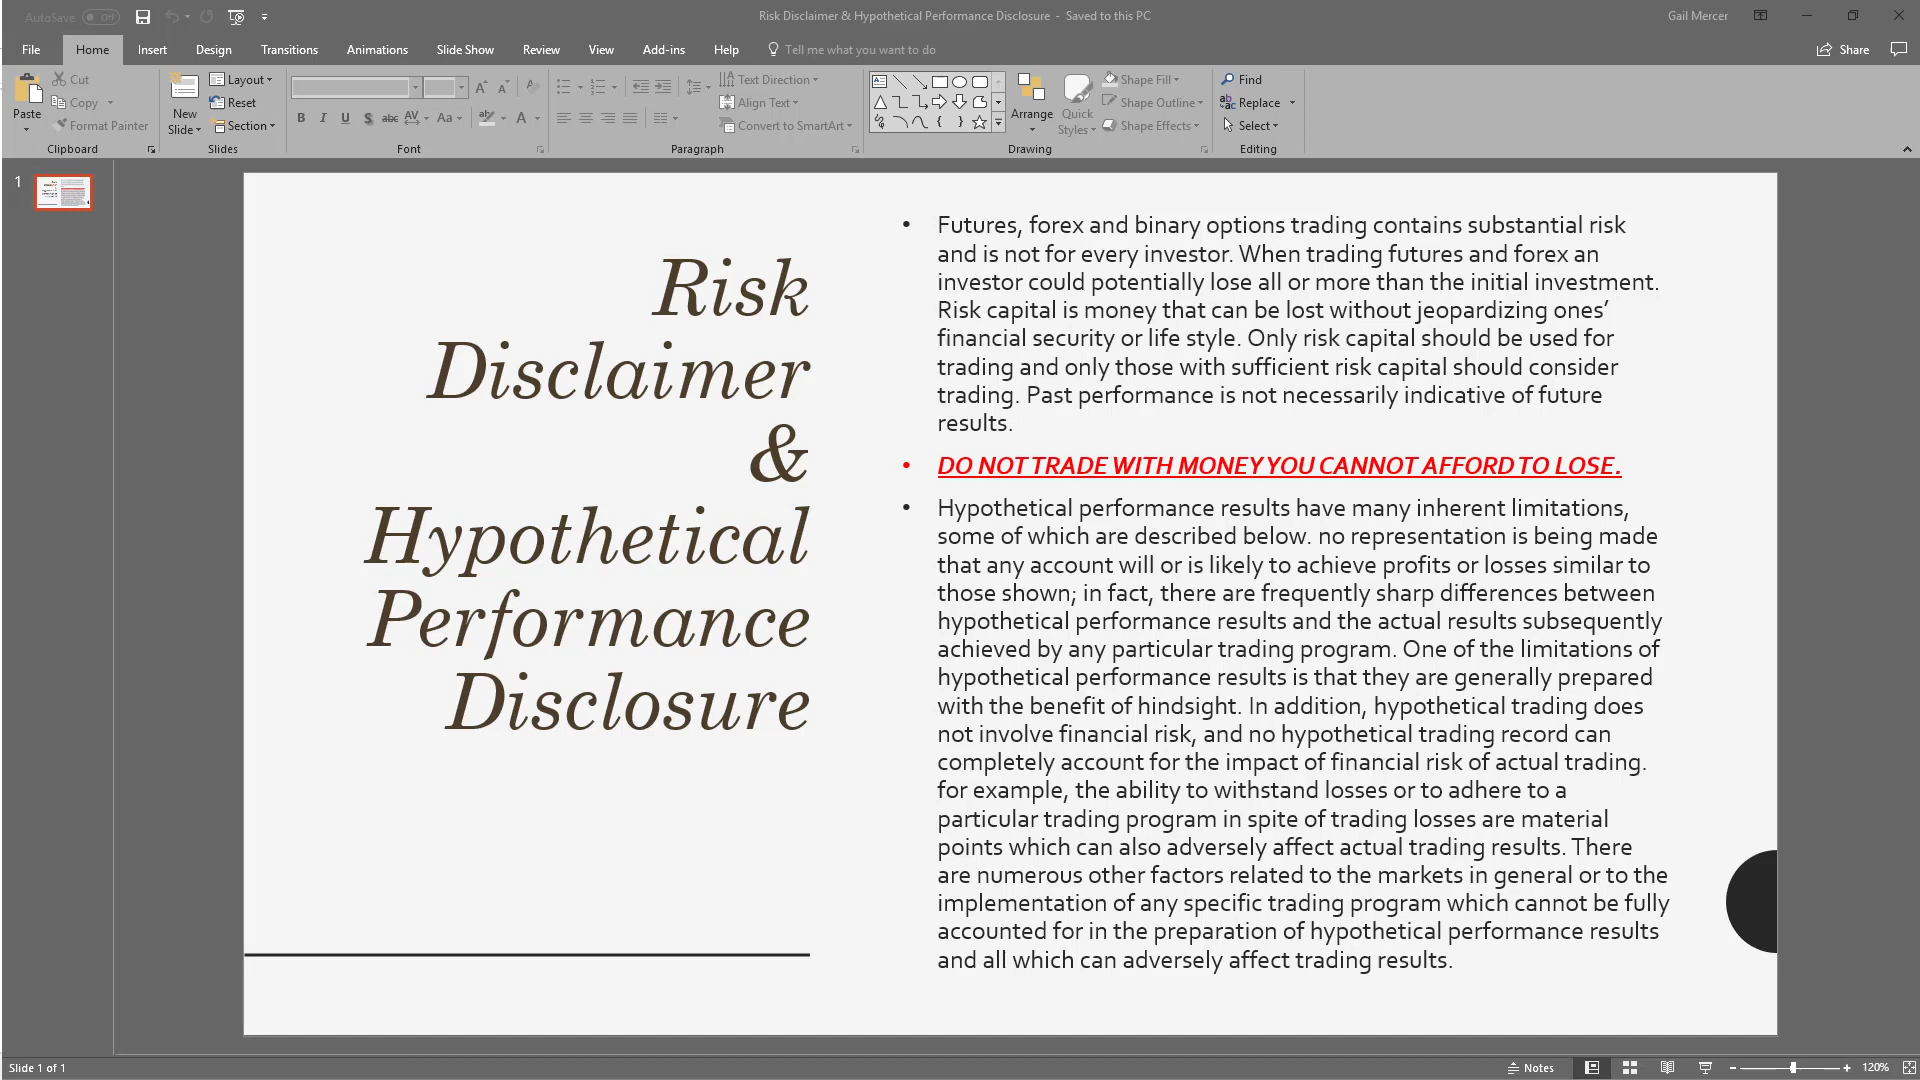 AutoSave Off
Risk Disclaimer & Hypothetical Performance Disclosure - Saved to this PC
Gail Mercer
File Home Insert Design Transitions Animations Slide Show Review View Add-ins Help Tell me what you want to do Share
Paste
Cut
Copy
Format Painter
Clipboard
New Slide
Layout
Reset
Section
Slides
B I U S abc AV Aa A
Font
Text Direction
Align Text
Convert to SmartArt
Paragraph
Arrange
Quick Styles
Shape Fill
Shape Outline
Shape Effects
Drawing
Find
Replace
Select
Editing
1
Risk
Disclaimer
&
Hypothetical
Performance
Disclosure
• Futures, forex and binary options trading contains substantial risk
and is not for every investor. When trading futures and forex an
investor could potentially lose all or more than the initial investment.
Risk capital is money that can be lost without jeopardizing ones’
financial security or life style. Only risk capital should be used for
trading and only those with sufficient risk capital should consider
trading. Past performance is not necessarily indicative of future
results.
• DO NOT TRADE WITH MONEY YOU CANNOT AFFORD TO LOSE.
• Hypothetical performance results have many inherent limitations,
some of which are described below. no representation is being made
that any account will or is likely to achieve profits or losses similar to
those shown; in fact, there are frequently sharp differences between
hypothetical performance results and the actual results subsequently
achieved by any particular trading program. One of the limitations of
hypothetical performance results is that they are generally prepared
with the benefit of hindsight. In addition, hypothetical trading does
not involve financial risk, and no hypothetical trading record can
completely account for the impact of financial risk of actual trading.
for example, the ability to withstand losses or to adhere to a
particular trading program in spite of trading losses are material
points which can also adversely affect actual trading results. There
are numerous other factors related to the markets in general or to the
implementation of any specific trading program which cannot be fully
accounted for in the preparation of hypothetical performance results
and all which can adversely affect trading results.
Slide 1 of 1
Notes
120%